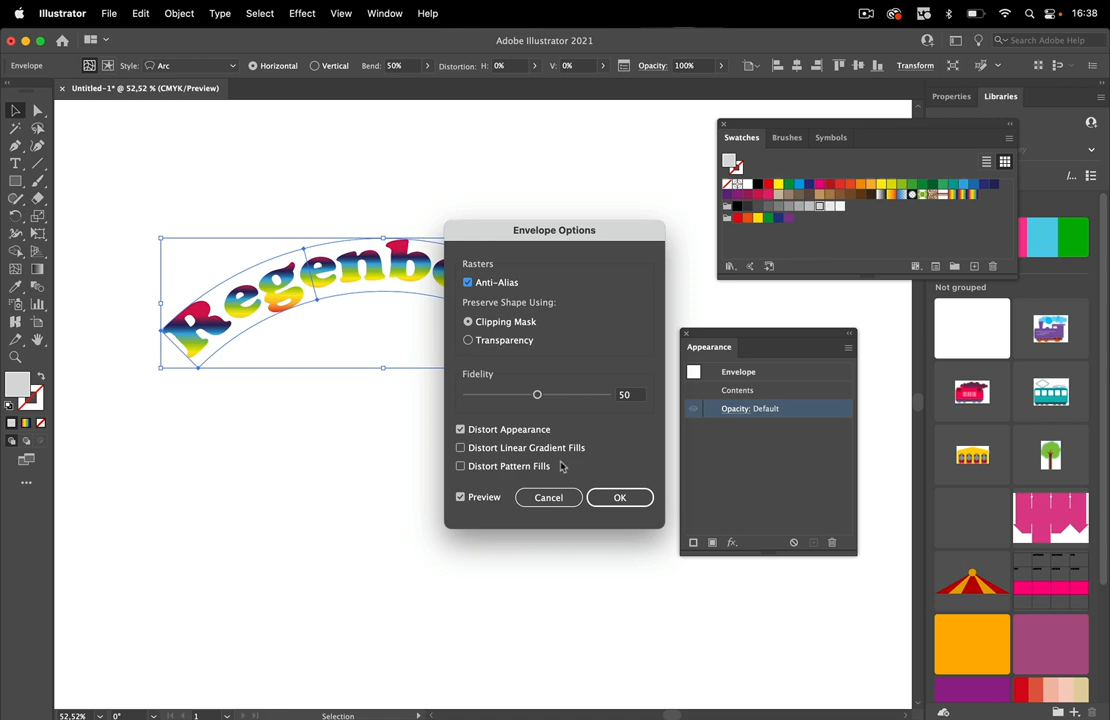 Illustrator File Edit Object Type Select Effect View Window Help 16:38
Adobe Illustrator 2021
Search Adobe Help
Envelope Style: Arc Horizontal Vertical Bend: 50% Distortion: H: 0% V: 0% Opacity: 100% Transform
× Untitled-1* @ 52,52 % (CMYK/Preview)
Properties Libraries
Swatches Brushes Symbols
Regenb
Envelope Options
Rasters
Anti-Alias
Preserve Shape Using:
Clipping Mask
Transparency
Fidelity
50
Distort Appearance
Distort Linear Gradient Fills
Distort Pattern Fills
Preview Cancel OK
Appearance
Envelope
Contents
Opacity: Default
fx.
Not grouped
52,52% 0° 1 Selection